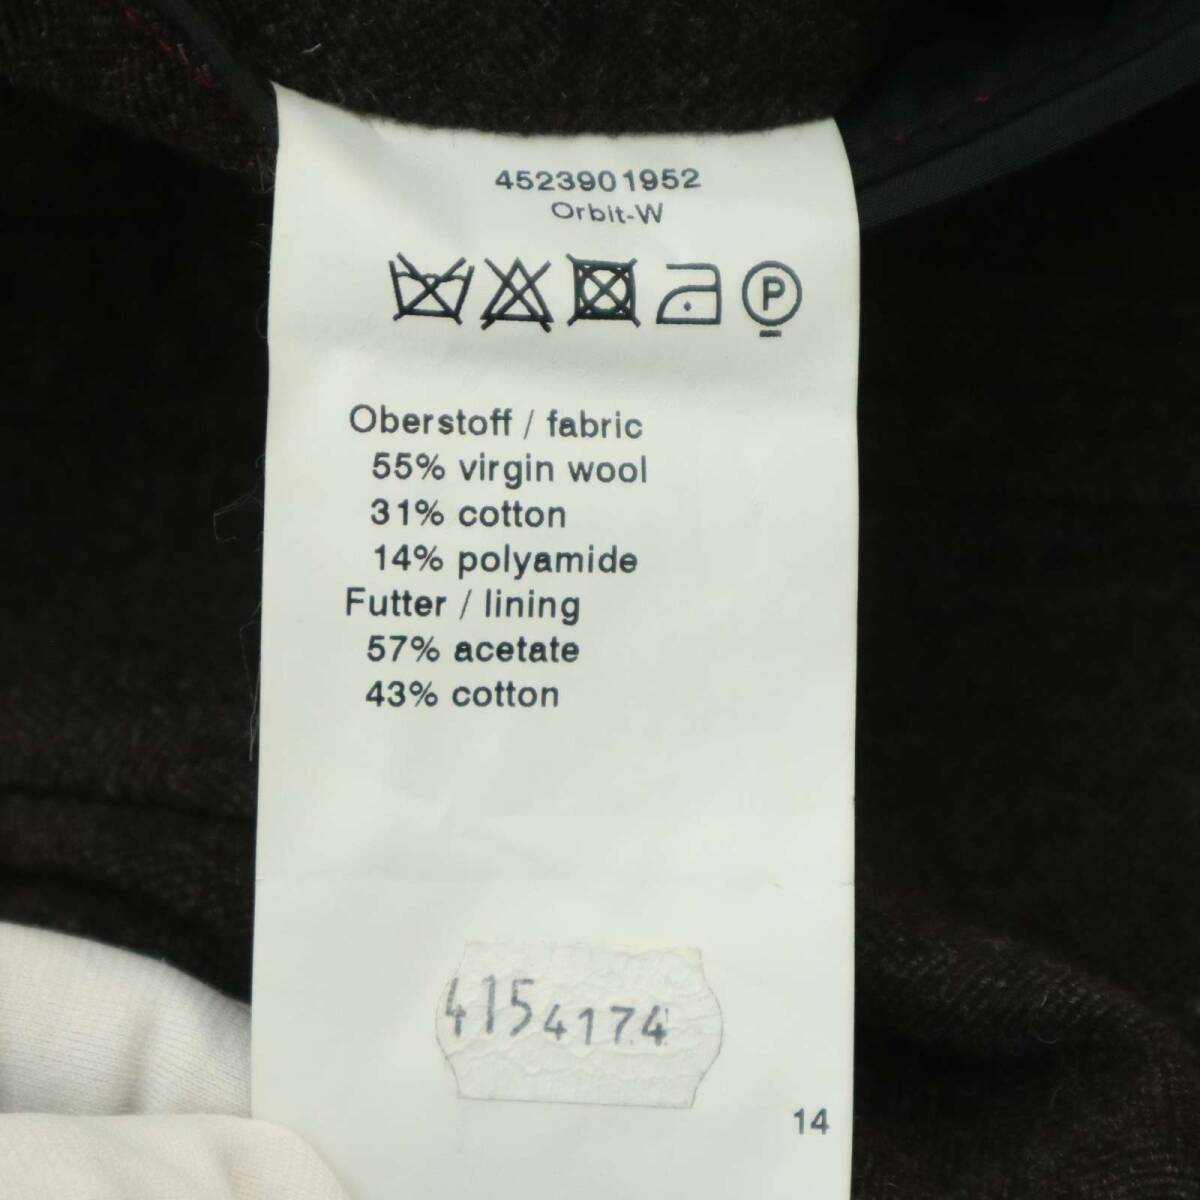 4523901952
Orbit-W
P
Oberstoff / fabric
55% virgin wool
31% cotton
14% polyamide
Futter / lining
57% acetate
43% cotton
4154174
14